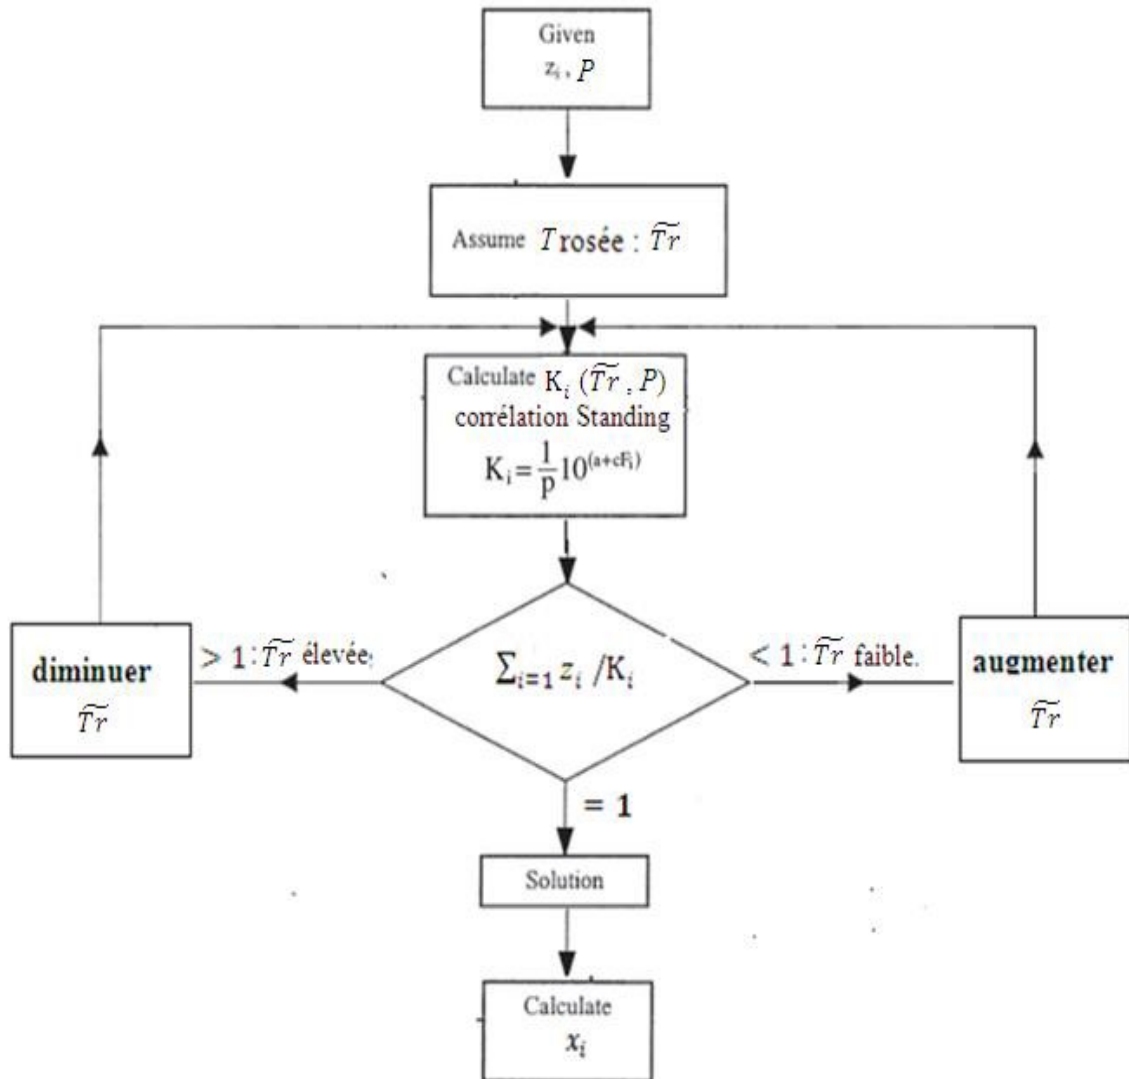 Given
zᵢ , P
Assume T rosée : T̃r
Calculate Kᵢ (T̃r , P)
corrélation Standing
Kᵢ = 1/p 10^(a+cFᵢ)
diminuer
T̃r
> 1 : T̃r élevée;
∑ᵢ₌₁ zᵢ /Kᵢ
< 1 : T̃r faible.
augmenter
T̃r
= 1
Solution
Calculate
xᵢ